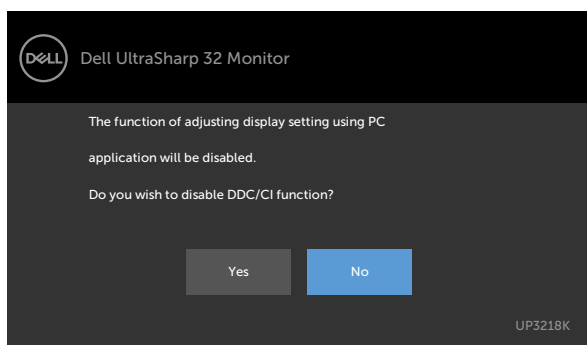 DELL
Dell UltraSharp 32 Monitor
The function of adjusting display setting using PC
application will be disabled.
Do you wish to disable DDC/CI function?
Yes
No
UP3218K